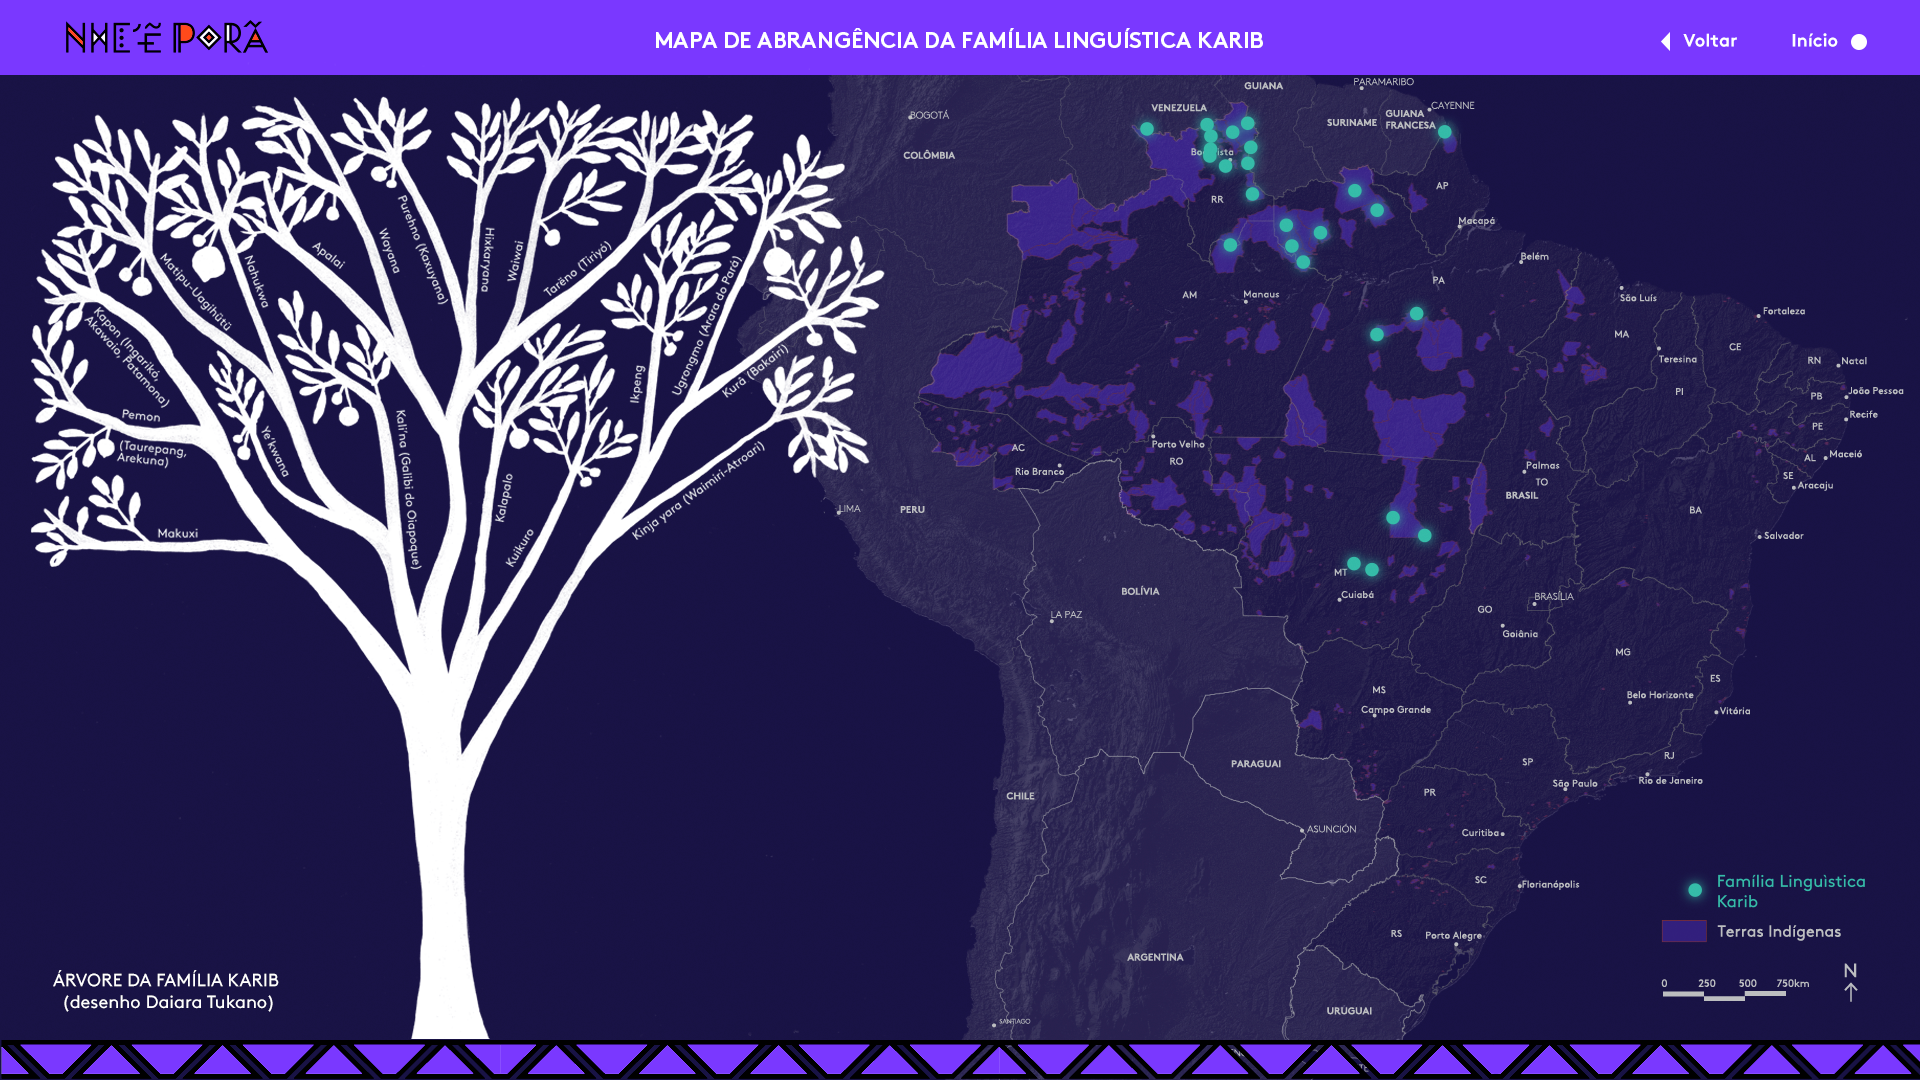 NHE'Ẽ PORÃ
MAPA DE ABRANGÊNCIA DA FAMÍLIA LINGUÍSTICA KARIB
Voltar
Início
Matipu-Uagihütü
Nahukwa
Apalai
Wayana
Purehno (Kaxuyana)
Hixkaryana
Waiwai
Tarëno (Tiriyó)
Kapon (Ingarikó,
Akawaio, Patamona)
Pemon
(Taurepang,
Arekuna)
Ye'kwana
Makuxi
Kali'na (Galibi do Oiapoque)
Kalapalo
Kuikuro
Ikpeng
Ugrongmo (Arara do Pará)
Kurâ (Bakairi)
Kinja yara (Waimiri-Atroari)
ÁRVORE DA FAMÍLIA KARIB
(desenho Daiara Tukano)
GUIANA
PARAMARIBO
VENEZUELA
CAYENNE
BOGOTÁ
SURINAME
GUIANA
FRANCESA
COLÔMBIA
RR
AP
Macapá
Belém
AM
Manaus
PA
São Luís
Fortaleza
MA
CE
Teresina
RN
Natal
PI
João Pessoa
PB
Recife
PE
AC
Porto Velho
RO
Rio Branco
Palmas
TO
AL
Maceió
SE
Aracaju
BRASIL
BA
LIMA
PERU
Salvador
MT
Cuiabá
BOLÍVIA
LA PAZ
BRASÍLIA
GO
Goiânia
MG
MS
Campo Grande
ES
Belo Horizonte
Vitória
PARAGUAI
SP
RJ
São Paulo
Rio de Janeiro
CHILE
PR
ASUNCIÓN
Curitiba
SC
Florianópolis
RS
Porto Alegre
ARGENTINA
URUGUAI
SANTIAGO
Família Linguìstica
Karib
Terras Indígenas
0 250 500 750km
N